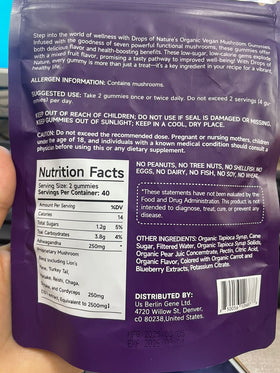 Step into the world of wellness with Drops of Nature's Organic Vegan Mushroom Gummies
infused with the goodness of seven powerful functional mushrooms, these gummies offer
both delicious flavor and health-boosting benefits. These low-sugar, low-calorie gems explode
with a mixed fruit flavor, promising a tasty pathway to improved well-being! With Drops of
Nature, every gummy is more than just a treat—it's a key ingredient in your recipe for a vibrant,
healthy life.
ALLERGEN INFORMATION: Contains mushrooms.
SUGGESTED USE: Take 2 gummies once or twice daily. Do not exceed 2 servings (4
gummies) per day.
KEEP OUT OF REACH OF CHILDREN; DO NOT USE IF SEAL IS DAMAGED OR MISSING.
KEEP GUMMIES OUT OF SUNLIGHT; KEEP IN A COOL, DRY PLACE.
CAUTION: Do not exceed the recommended dose. Pregnant or nursing mothers, children
under the age of 18, and individuals with a known medical condition should consult a
physician before using this or any dietary supplement.
Nutrition Facts
Serving Size: 2 gummies
Servings Per Container: 40
%DV
Calories 14
Total Sugars 1.2g 5%
Total Carbohydrates 3.8g 4%
Ashwagandha 250mg *
Proprietary Mushroom
Blend including Lion's
Mane, Turkey Tail,
Shiitake, Reishi, Chaga,
Maitake, and Cordyceps 250mg
EXTRACT, Equivalent to 2500mg
NO PEANUTS, NO TREE NUTS, NO SHELLFISH, NO
EGGS, NO DAIRY, NO FISH, NO SOY, NO WHEAT
*These statements have not been evaluated by the
Food and Drug Administration. This product is not
intended to diagnose, treat, cure, or prevent any
disease.
OTHER INGREDIENTS: Organic Tapioca Syrup, Cane
Sugar, Filtered Water, Organic Tapioca Syrup Solids,
Organic Pear Juic Concentrate, Pectin, Citric Acid,
Organic Flavor, Colored with Organic Carrot and
Blueberry Extracts, Potassium Citrate.
DISTRIBUTED BY:
Us Berlin Gene Ltd.
4720 Willow St, Denver,
cO 80238,United States